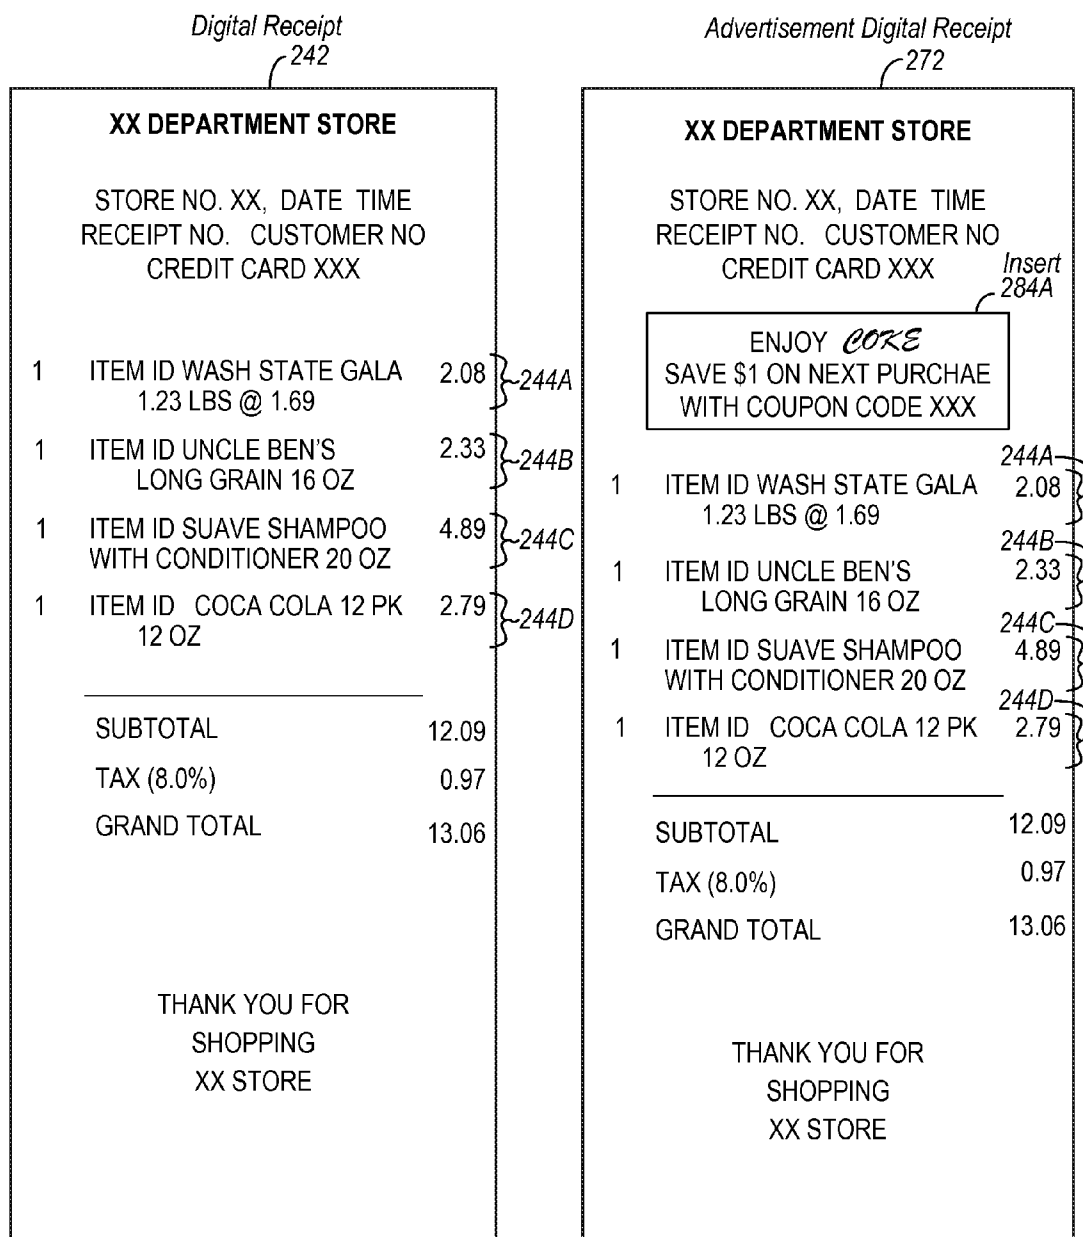 Digital Receipt
242
XX DEPARTMENT STORE
STORE NO. XX, DATE TIME
RECEIPT NO. CUSTOMER NO
CREDIT CARD XXX
1 ITEM ID WASH STATE GALA 2.08 244A
1.23 LBS @ 1.69
1 ITEM ID UNCLE BEN'S 2.33 244B
LONG GRAIN 16 OZ
1 ITEM ID SUAVE SHAMPOO 4.89 244C
WITH CONDITIONER 20 OZ
1 ITEM ID COCA COLA 12 PK 2.79 244D
12 OZ
SUBTOTAL 12.09
TAX (8.0%) 0.97
GRAND TOTAL 13.06
THANK YOU FOR
SHOPPING
XX STORE
Advertisement Digital Receipt
272
XX DEPARTMENT STORE
STORE NO. XX, DATE TIME
RECEIPT NO. CUSTOMER NO
CREDIT CARD XXX
Insert
284A
ENJOY COKE
SAVE $1 ON NEXT PURCHAE
WITH COUPON CODE XXX
244A
1 ITEM ID WASH STATE GALA 2.08
1.23 LBS @ 1.69
244B
1 ITEM ID UNCLE BEN'S 2.33
LONG GRAIN 16 OZ
244C
1 ITEM ID SUAVE SHAMPOO 4.89
WITH CONDITIONER 20 OZ
244D
1 ITEM ID COCA COLA 12 PK 2.79
12 OZ
SUBTOTAL 12.09
TAX (8.0%) 0.97
GRAND TOTAL 13.06
THANK YOU FOR
SHOPPING
XX STORE